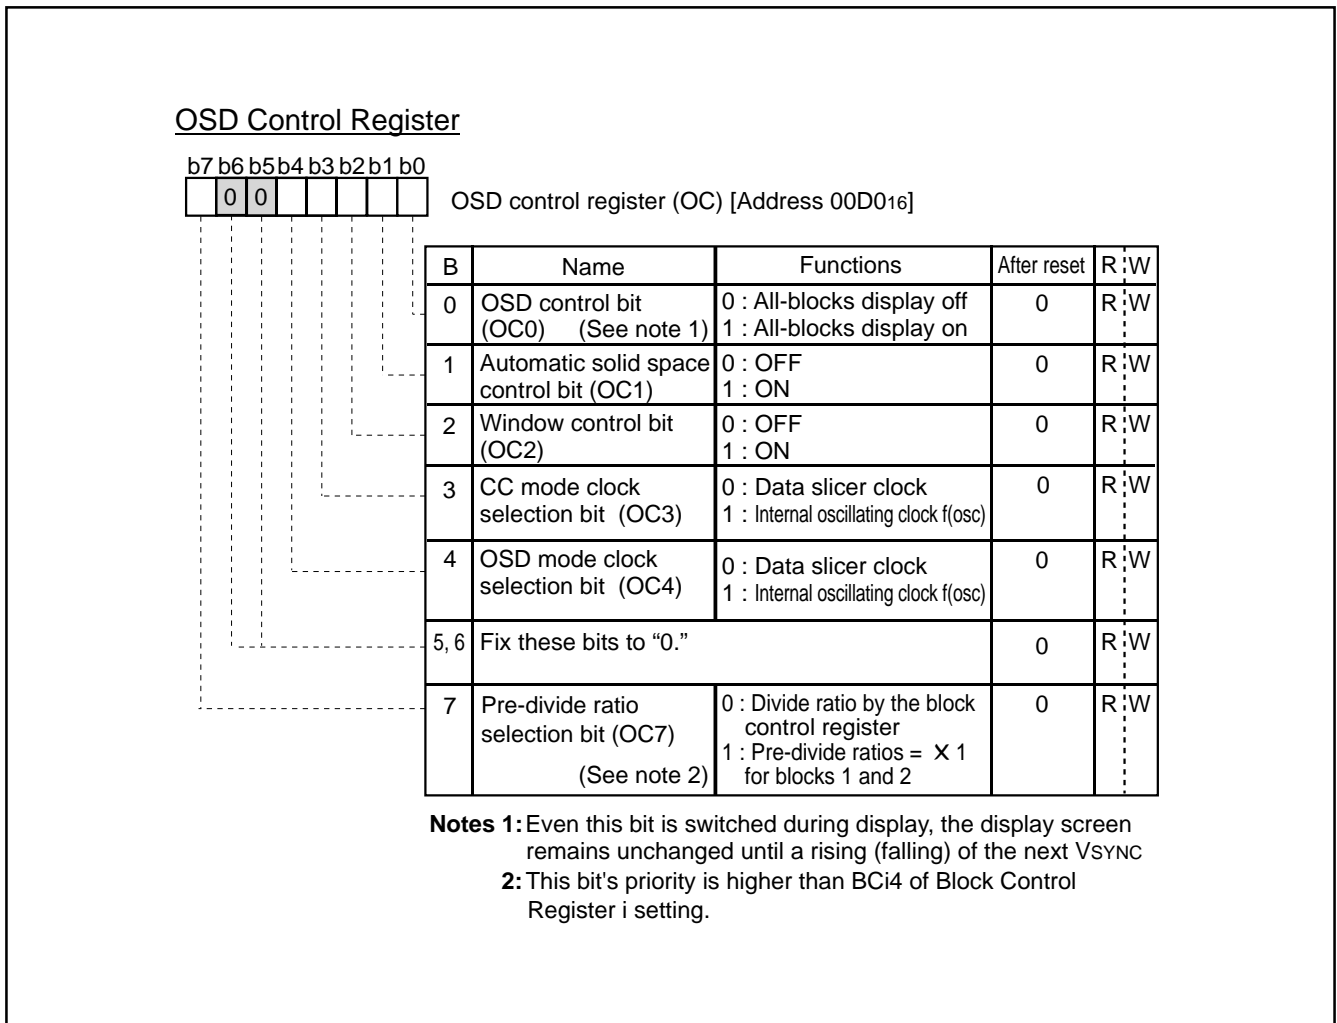 OSD Control Register
b7 b6 b5 b4 b3 b2 b1 b0
0 0
OSD control register (OC) [Address 00D016]
B Name Functions After reset R W
0 OSD control bit (OC0) (See note 1) 0 : All-blocks display off 1 : All-blocks display on 0 R W
1 Automatic solid space control bit (OC1) 0 : OFF 1 : ON 0 R W
2 Window control bit (OC2) 0 : OFF 1 : ON 0 R W
3 CC mode clock selection bit (OC3) 0 : Data slicer clock 1 : Internal oscillating clock f(osc) 0 R W
4 OSD mode clock selection bit (OC4) 0 : Data slicer clock 1 : Internal oscillating clock f(osc) 0 R W
5, 6 Fix these bits to “0.” 0 R W
7 Pre-divide ratio selection bit (OC7) (See note 2) 0 : Divide ratio by the block control register 1 : Pre-divide ratios = X 1 for blocks 1 and 2 0 R W
Notes 1: Even this bit is switched during display, the display screen
remains unchanged until a rising (falling) of the next VSYNC
2: This bit's priority is higher than BCi4 of Block Control
Register i setting.